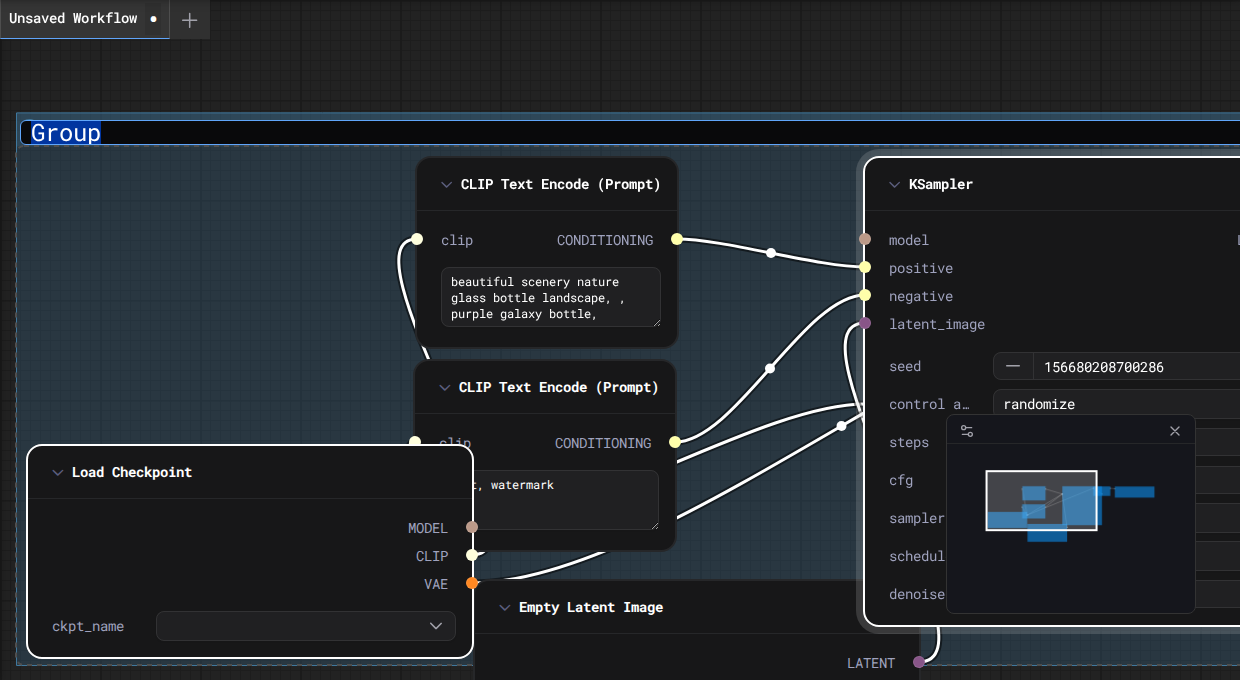 Unsaved Workflow
Group
CLIP Text Encode (Prompt)
clip
CONDITIONING
beautiful scenery nature
glass bottle landscape, ,
purple galaxy bottle,
CLIP Text Encode (Prompt)
clip
CONDITIONING
, watermark
Load Checkpoint
MODEL
CLIP
VAE
ckpt_name
Empty Latent Image
LATENT
KSampler
model
positive
negative
latent_image
seed
156680208700286
control a…
randomize
steps
cfg
sampler
schedul
denoise